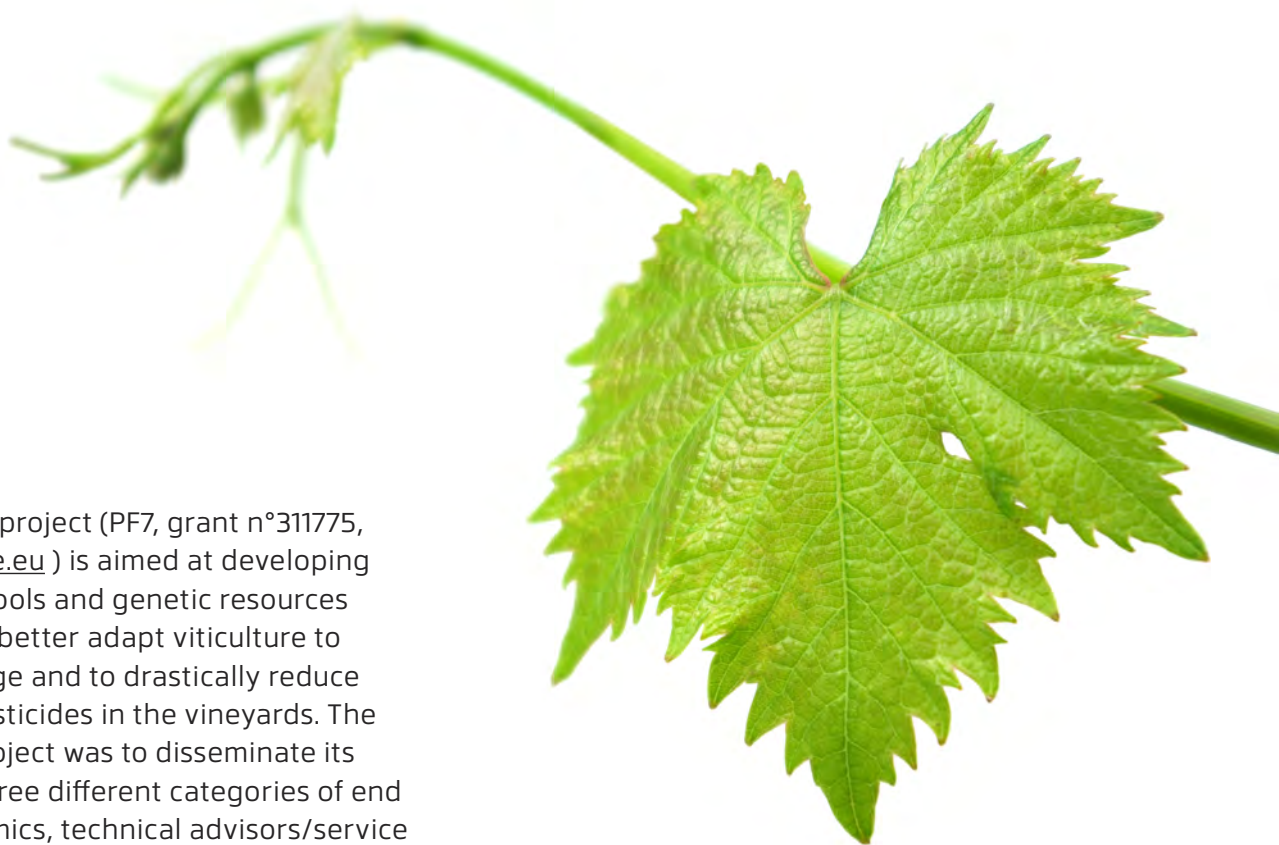 project (PF7, grant n°311775,
e.eu ) is aimed at developing
ools and genetic resources
better adapt viticulture to
ge and to drastically reduce
sticides in the vineyards. The
ject was to disseminate its
ree different categories of end
nics, technical advisors/service